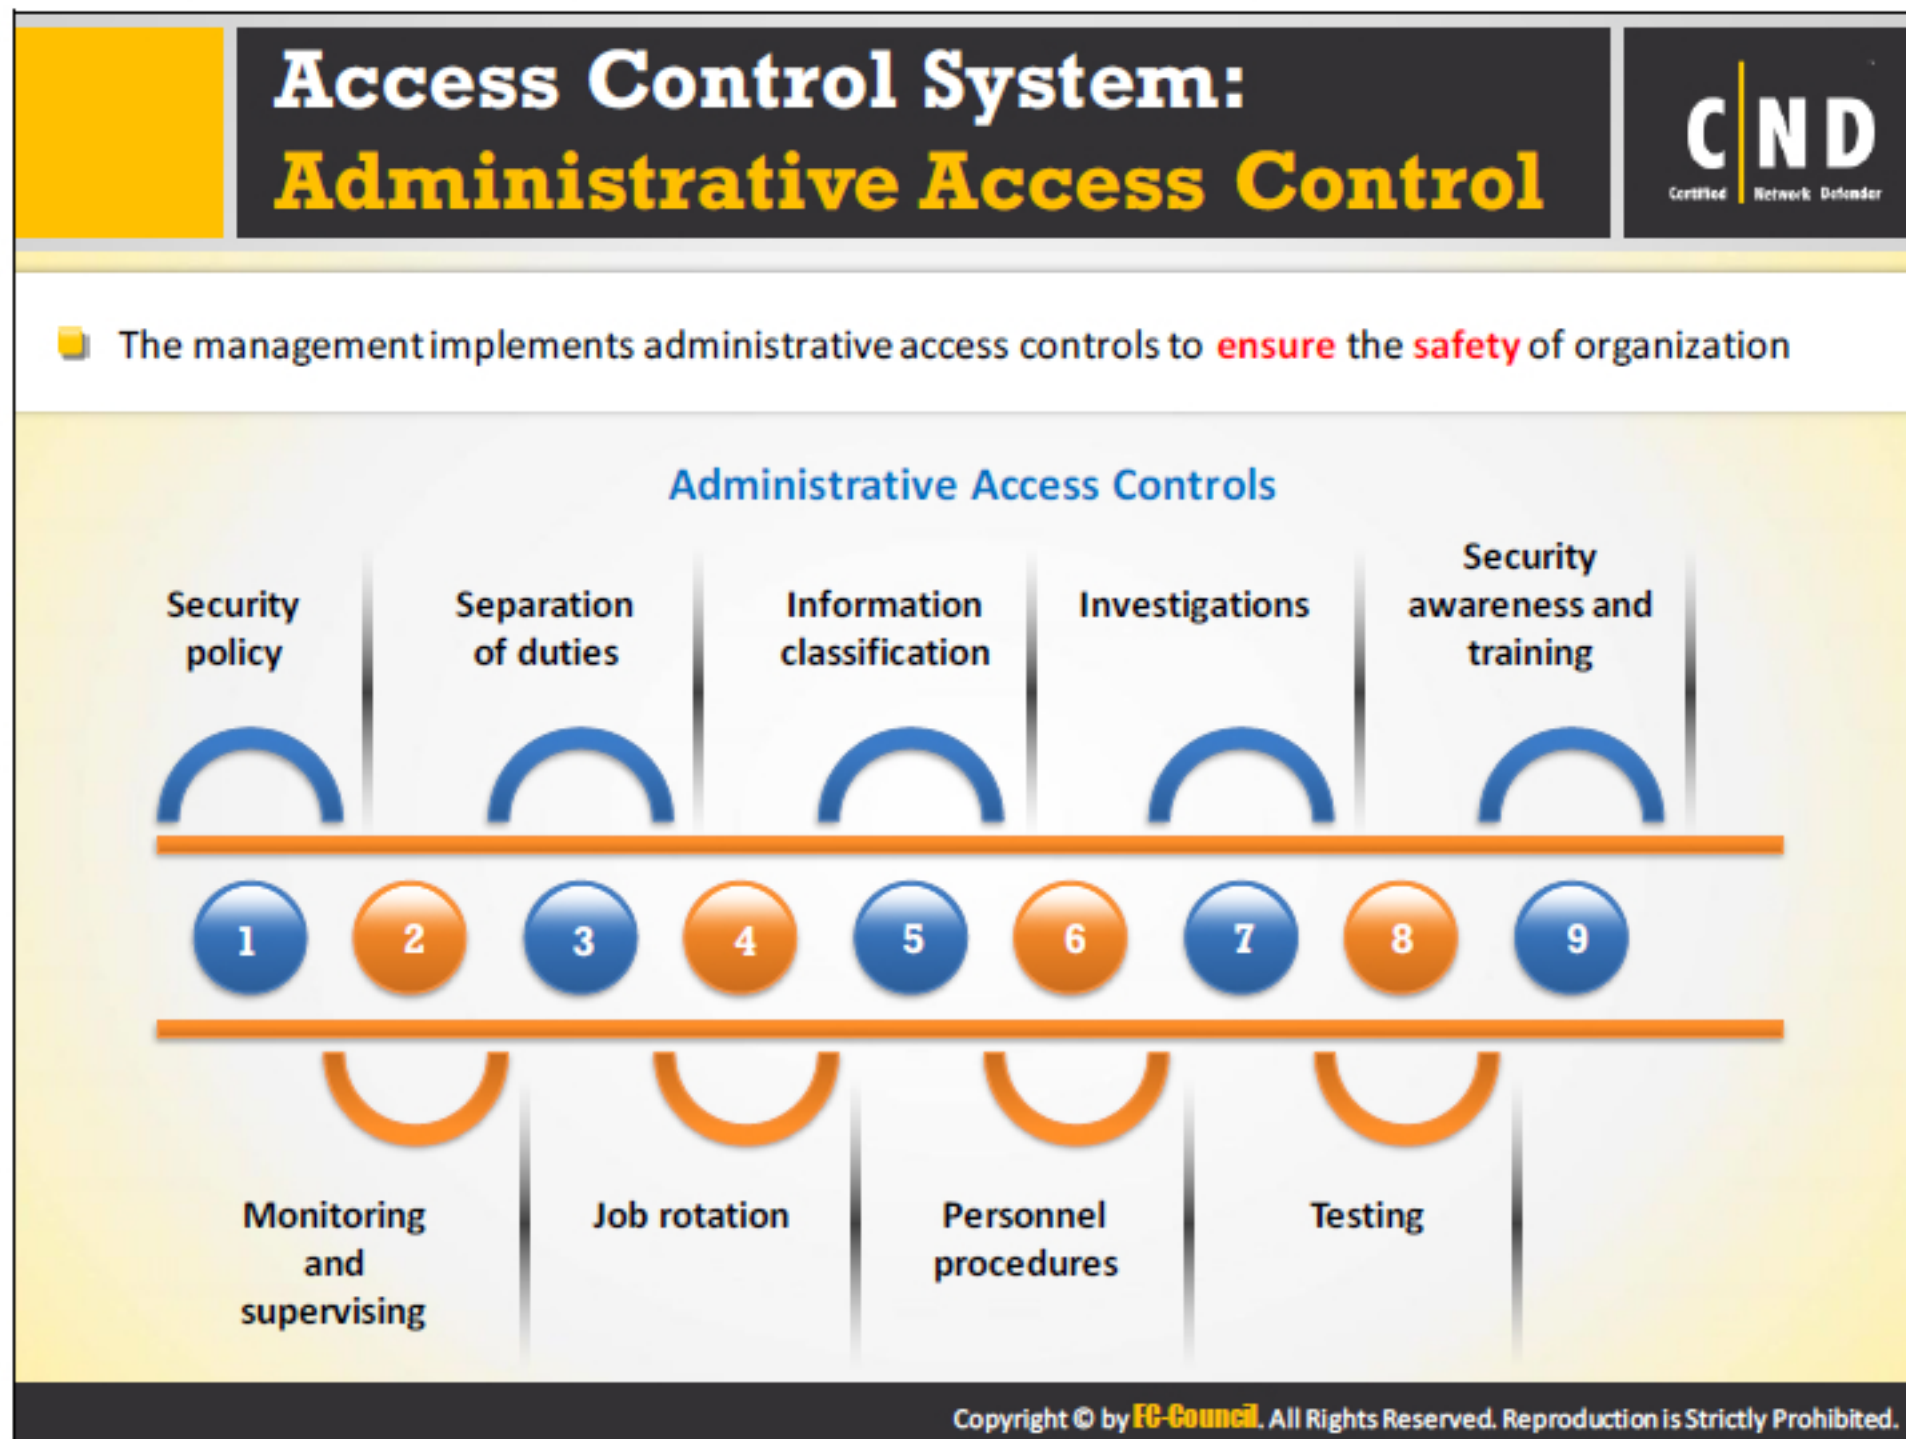 Access Control System:
Administrative Access Control
C|ND
Certified Network Defender
The management implements administrative access controls to ensure the safety of organization
Administrative Access Controls
Security
policy
Separation
of duties
Information
classification
Investigations
Security
awareness and
training
1 2 3 4 5 6 7 8 9
Monitoring
and
supervising
Job rotation
Personnel
procedures
Testing
Copyright © by EC-Council. All Rights Reserved. Reproduction is Strictly Prohibited.